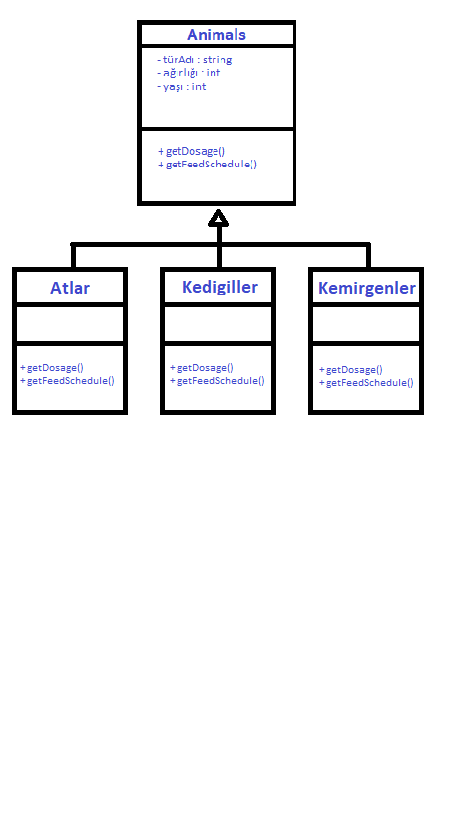 Animals
- türAdı : string
- ağırlığı : int
- yaşı : int
+ getDosage()
+ getFeedSchedule()
Atlar
+ getDosage()
+ getFeedSchedule()
Kedigiller
+ getDosage()
+ getFeedSchedule()
Kemirgenler
+ getDosage()
+ getFeedSchedule()